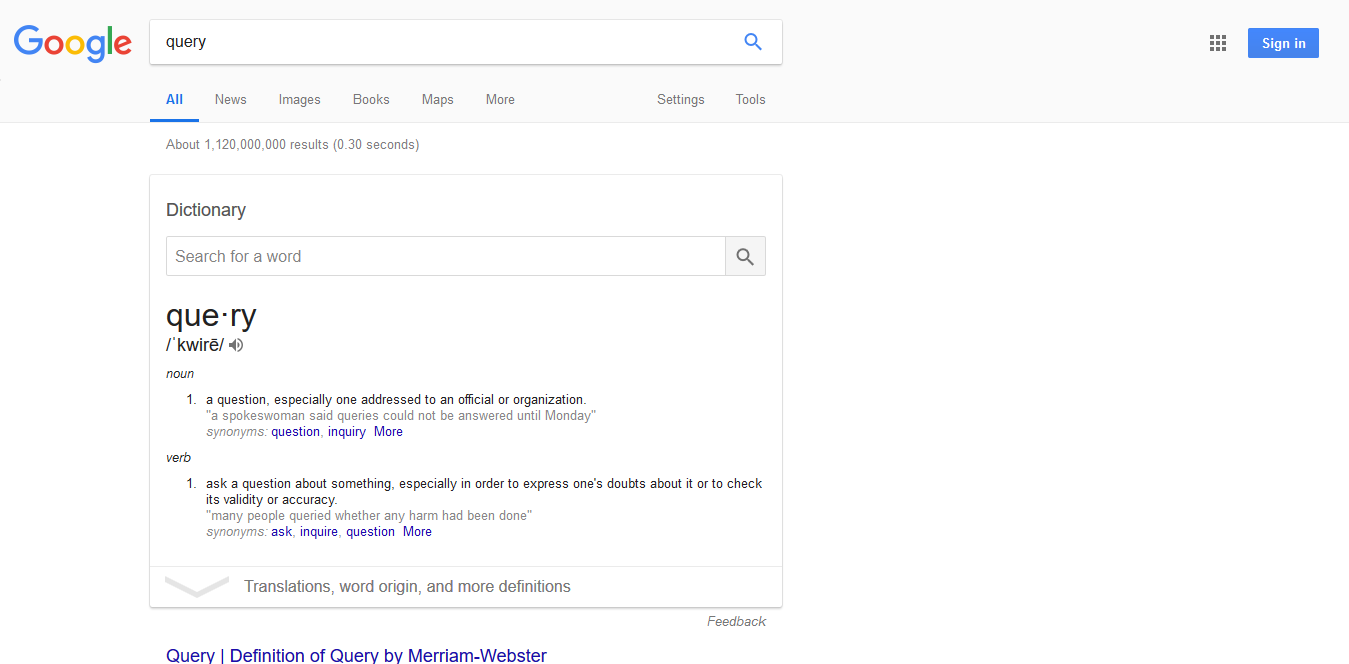 Google
query
Sign in
All News Images Books Maps More Settings Tools
About 1,120,000,000 results (0.30 seconds)
Dictionary
Search for a word
que·ry
/ˈkwirē/
noun
1. a question, especially one addressed to an official or organization.
"a spokeswoman said queries could not be answered until Monday"
synonyms: question, inquiry More
verb
1. ask a question about something, especially in order to express one's doubts about it or to check
its validity or accuracy.
"many people queried whether any harm had been done"
synonyms: ask, inquire, question More
Translations, word origin, and more definitions
Feedback
Query | Definition of Query by Merriam-Webster